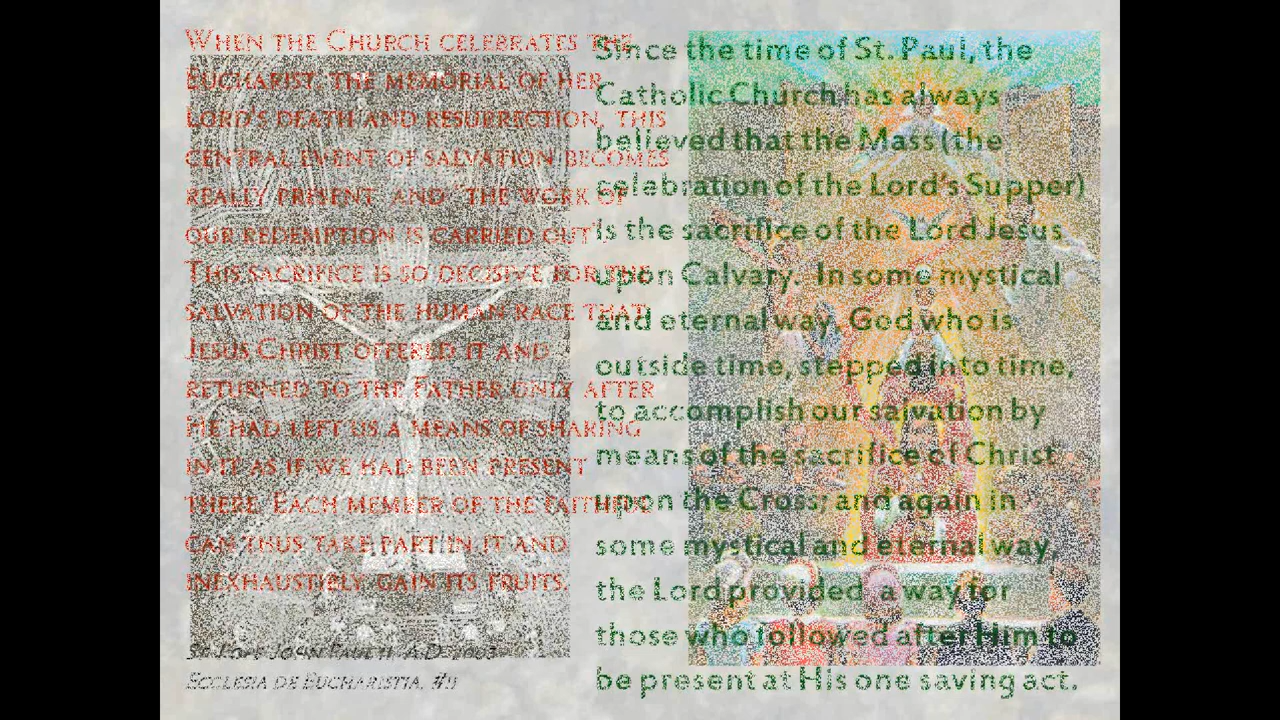 WHEN THE CHURCH CELEBRATES THE
EUCHARIST, THE MEMORIAL OF HER
LORD'S DEATH AND RESURRECTION, THIS
CENTRAL EVENT OF SALVATION BECOMES
REALLY PRESENT AND "THE WORK OF
OUR REDEMPTION IS CARRIED OUT".
THIS SACRIFICE IS SO DECISIVE FOR THE
SALVATION OF THE HUMAN RACE THAT
JESUS CHRIST OFFERED IT AND
RETURNED TO THE FATHER ONLY AFTER
HE HAD LEFT US A MEANS OF SHARING
IN IT AS IF WE HAD BEEN PRESENT
THERE. EACH MEMBER OF THE FAITHFUL
CAN THUS TAKE PART IN IT AND
INEXHAUSTIBLY GAIN ITS FRUITS.
ST. POPE JOHN PAUL II, A.D. 2003
ECCLESIA DE EUCHARISTIA, #11
Since the time of St. Paul, the
Catholic Church has always
believed that the Mass (the
celebration of the Lord's Supper)
is the sacrifice of the Lord Jesus
upon Calvary. In some mystical
and eternal way, God who is
outside time, stepped into time,
to accomplish our salvation by
means of the sacrifice of Christ
upon the Cross; and again in
some mystical and eternal way,
the Lord provided a way for
those who followed after Him to
be present at His one saving act.